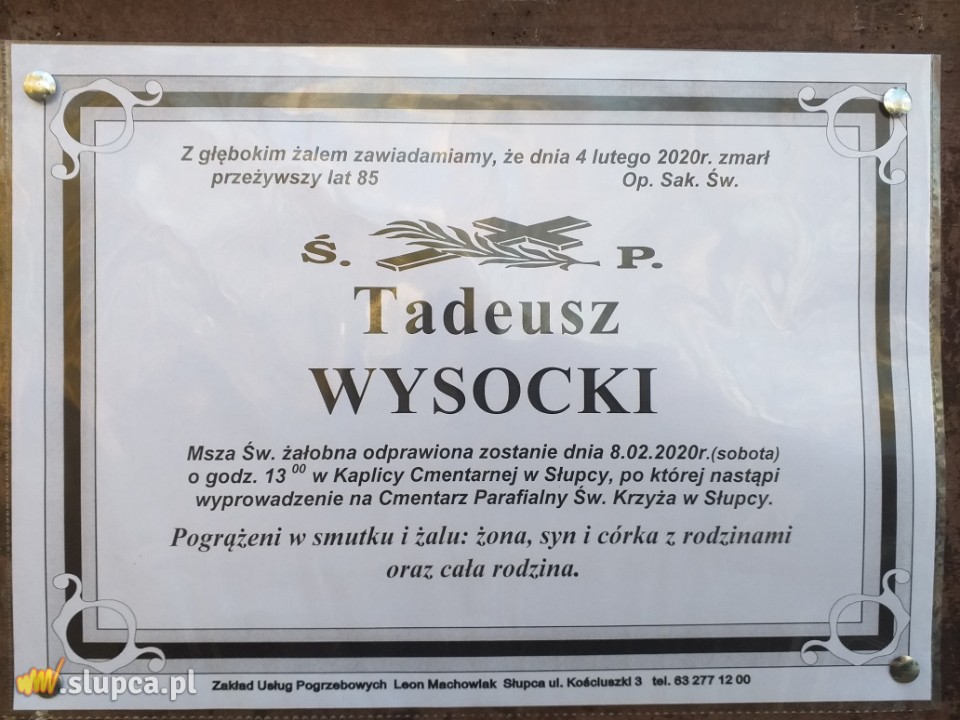 Z głębokim żalem zawiadamiamy, że dnia 4 lutego 2020r. zmarł
przeżywszy lat 85 Op. Sak. Św.
Ś. P.
Tadeusz
WYSOCKI
Msza Św. żałobna odprawiona zostanie dnia 8.02.2020r.(sobota)
o godz. 13 00 w Kaplicy Cmentarnej w Słupcy, po której nastąpi
wyprowadzenie na Cmentarz Parafialny Św. Krzyża w Słupcy.
Pogrążeni w smutku i żalu: żona, syn i córka z rodzinami
oraz cała rodzina.
Zakład Usług Pogrzebowych Leon Machowiak Słupca ul. Kościuszki 3 tel. 63 277 12 00
www.slupca.pl